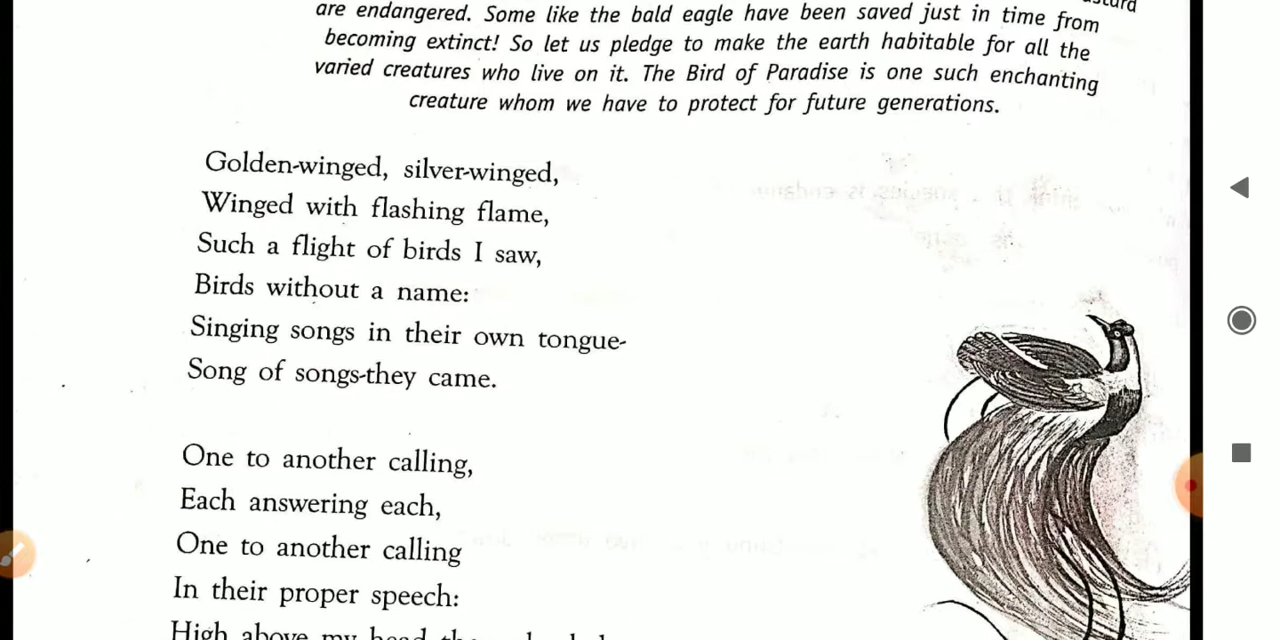 are endangered. Some like the bald eagle have been saved just in time from
becoming extinct! So let us pledge to make the earth habitable for all the
varied creatures who live on it. The Bird of Paradise is one such enchanting
creature whom we have to protect for future generations.
Golden-winged, silver-winged,
Winged with flashing flame,
Such a flight of birds I saw,
Birds without a name:
Singing songs in their own tongue-
Song of songs-they came.
One to another calling,
Each answering each,
One to another calling
In their proper speech:
High above my head